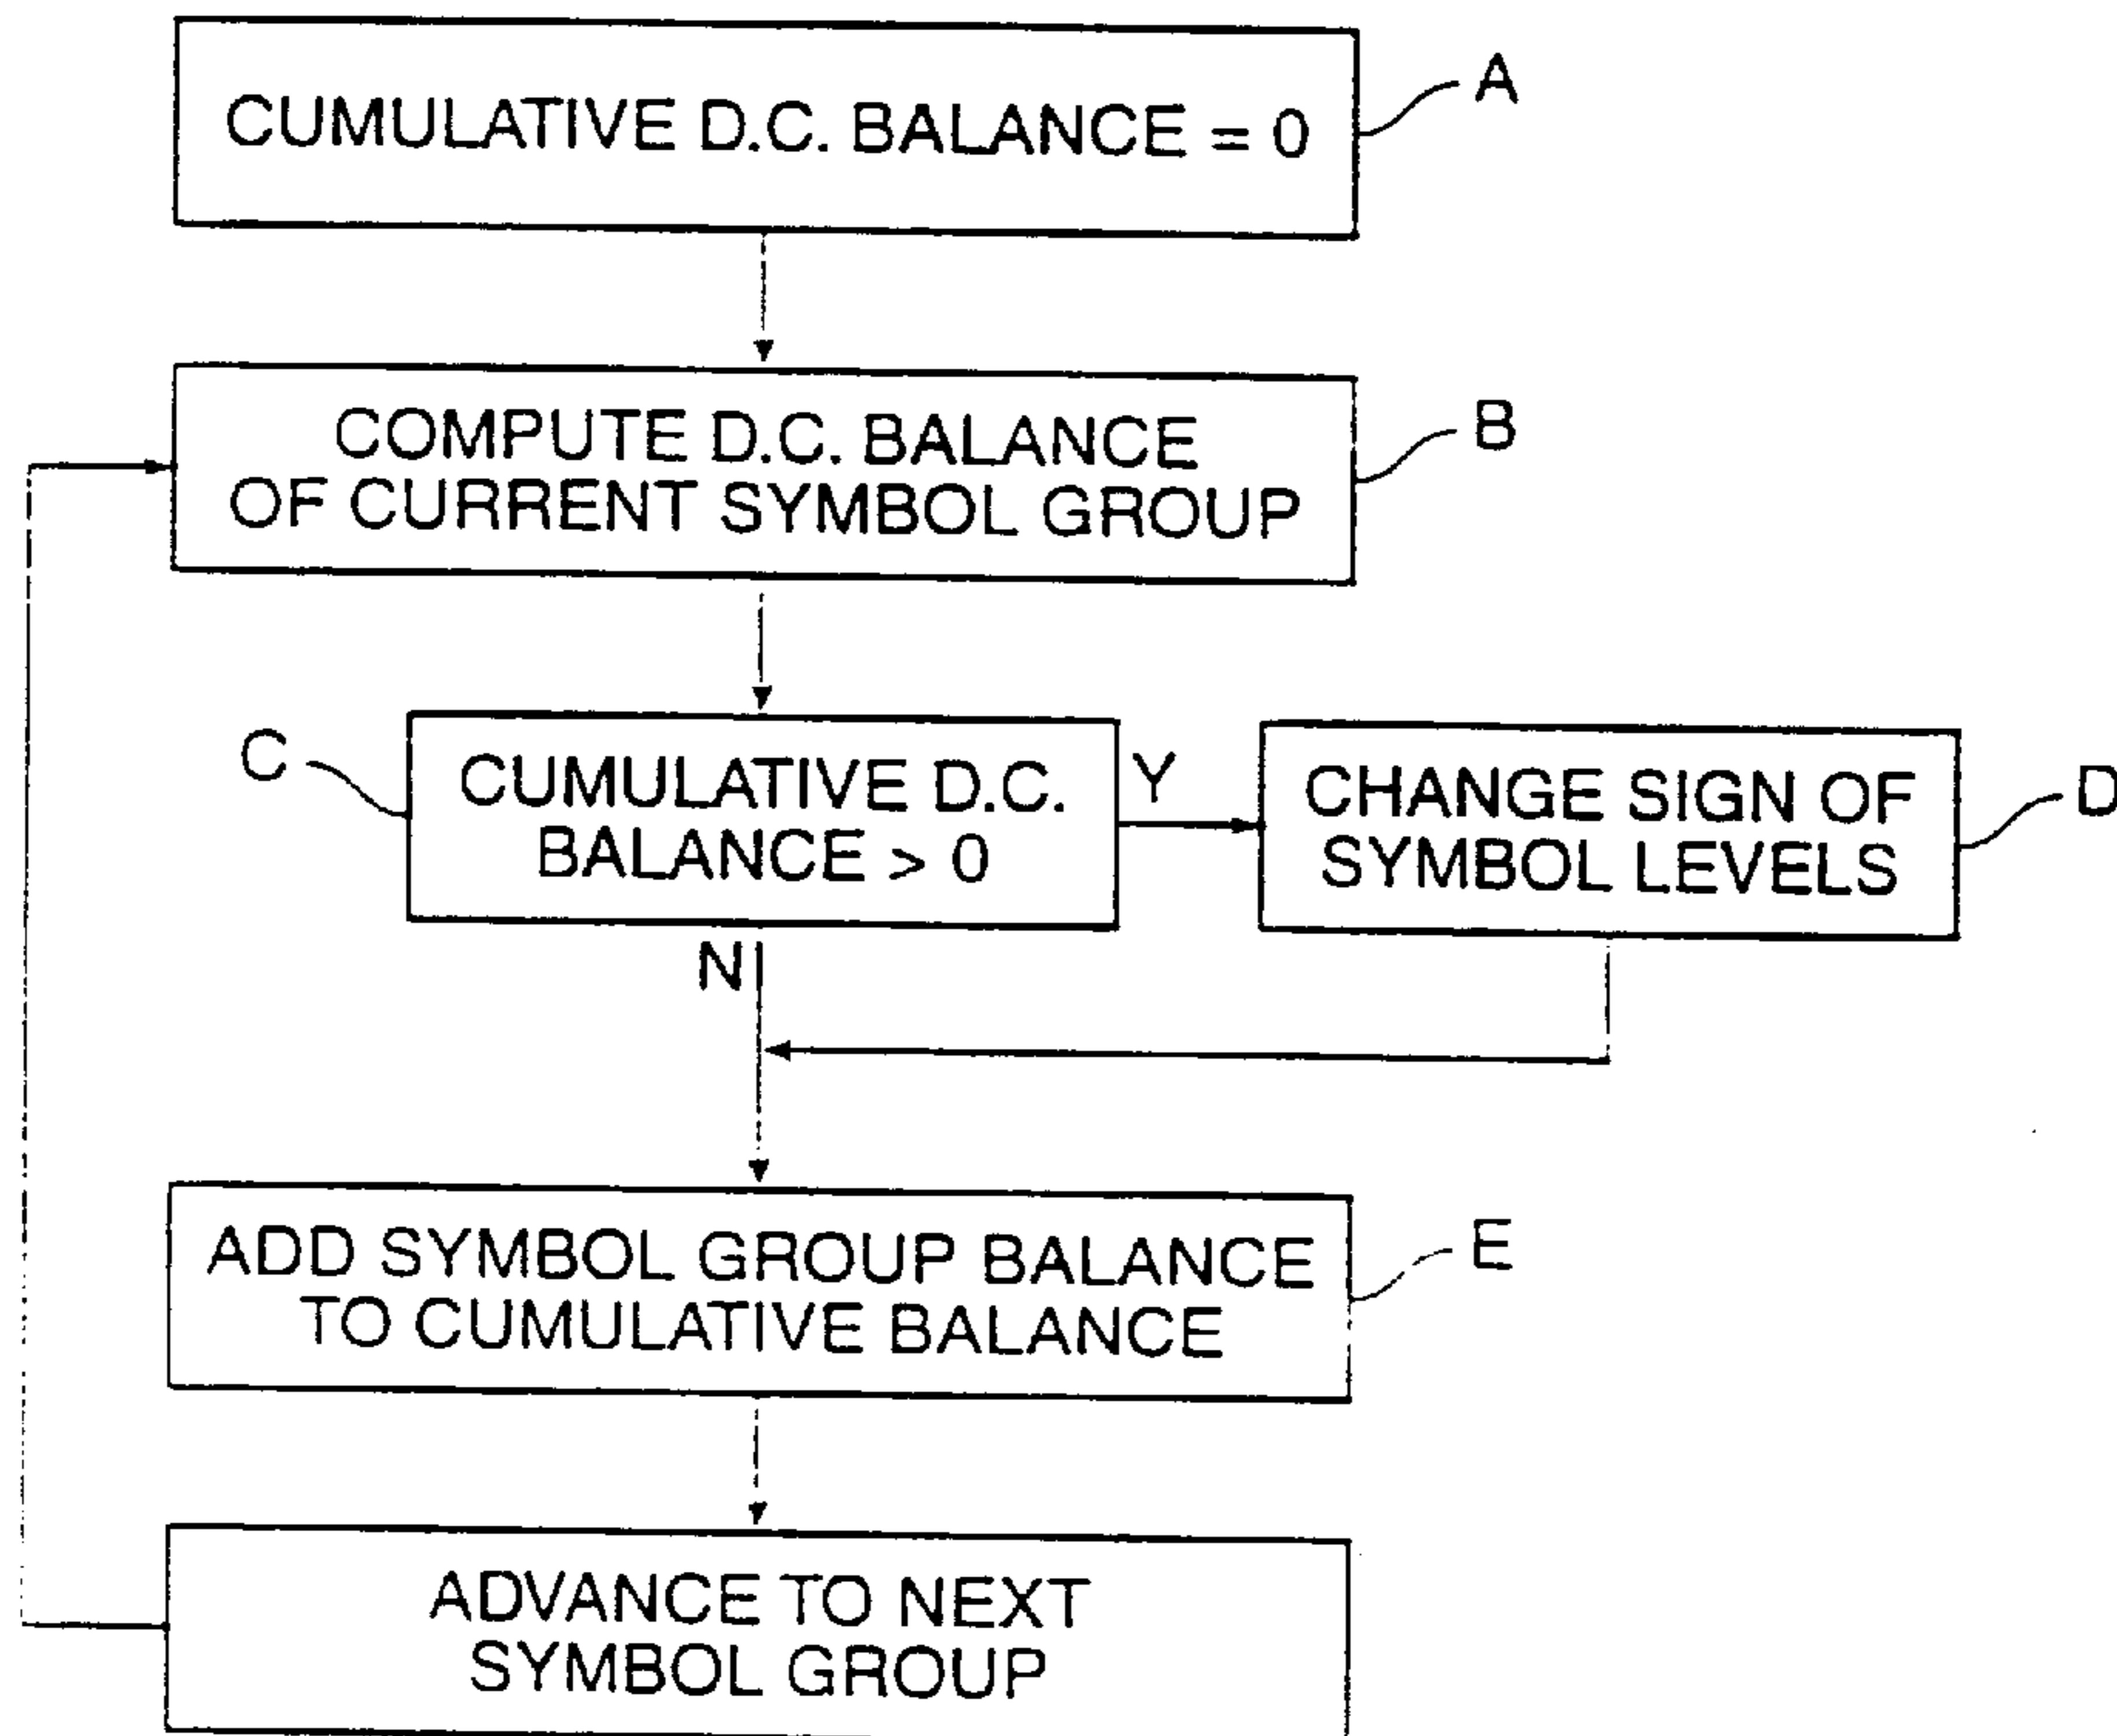 CUMULATIVE D.C. BALANCE = 0
A
COMPUTE D.C. BALANCE
OF CURRENT SYMBOL GROUP
B
C
CUMULATIVE D.C.
BALANCE > 0
Y
CHANGE SIGN OF
SYMBOL LEVELS
D
N
ADD SYMBOL GROUP BALANCE
TO CUMULATIVE BALANCE
E
ADVANCE TO NEXT
SYMBOL GROUP